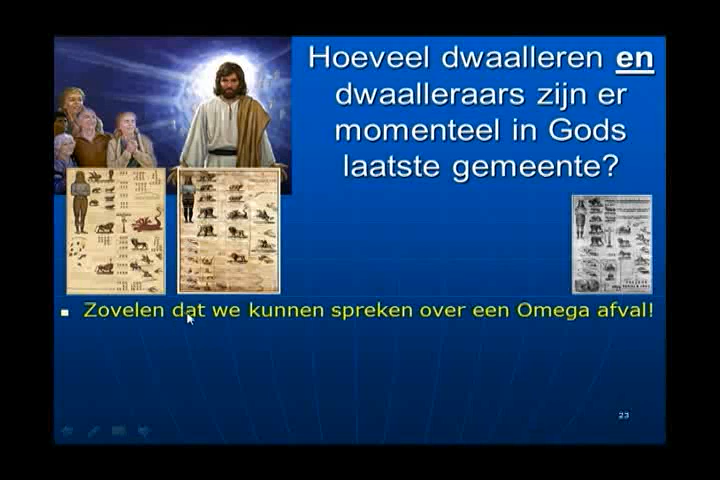 Hoeveel dwaalleren en
dwaalleraars zijn er
momenteel in Gods
laatste gemeente?
Zovelen dat we kunnen spreken over een Omega afval!
23